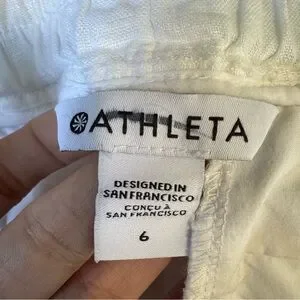 ATHLETA
DESIGNED IN
SAN FRANCISCO
CONÇU À
SAN FRANCISCO
6